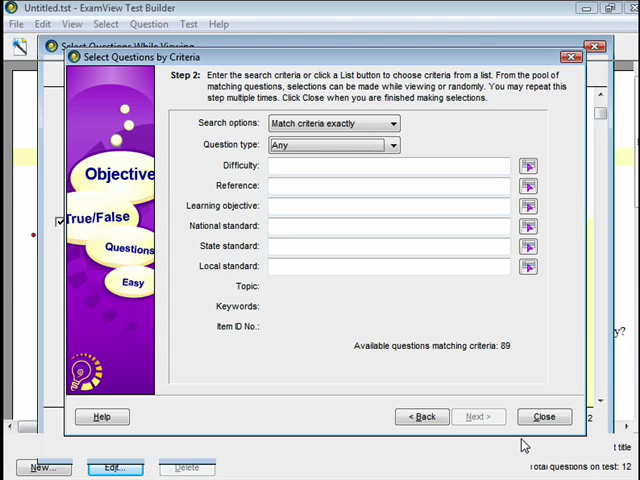 Untitled.tst - ExamView Test Builder
File Edit View Select Question Test Utilities Help
Select Questions While Viewing
Select Questions by Criteria
Step 2: Enter the search criteria or click a List button to choose criteria from a list. From the pool of
matching questions, selections can be made while viewing or randomly. You may repeat this
step multiple times. Click Close when you are finished making selections.
Search options: Match criteria exactly
Question type: Any
Difficulty:
Reference:
Learning objective:
National standard:
State standard:
Local standard:
Topic:
Keywords:
Item ID No.:
Available questions matching criteria: 89
Objective
True/False
Questions
Easy
y?
Help < Back Next > Close
2
t title
New... Edit... Delete Total questions on test: 12